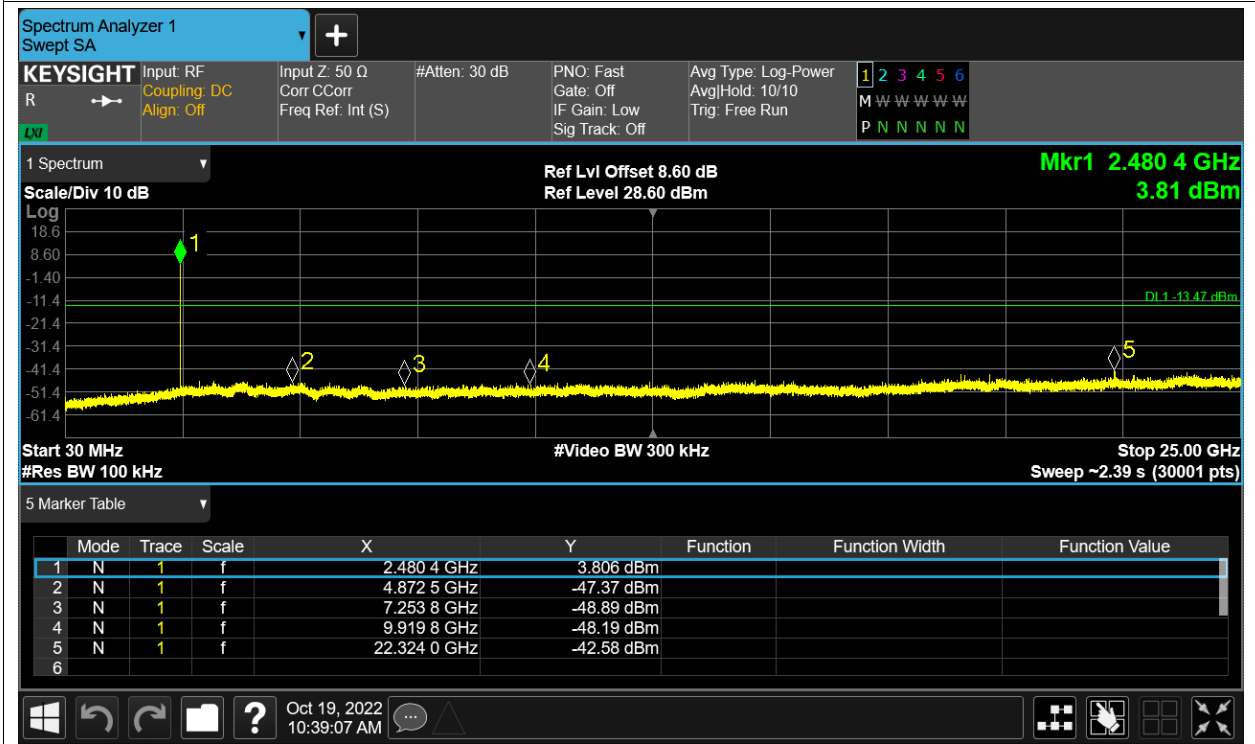 Spectrum Analyzer 1
Swept SA
+
KEYSIGHT
R
LXI
Input: RF
Coupling: DC
Align: Off
Input Z: 50 Ω
Corr CCorr
Freq Ref: Int (S)
#Atten: 30 dB
PNO: Fast
Gate: Off
IF Gain: Low
Sig Track: Off
Avg Type: Log-Power
Avg|Hold: 10/10
Trig: Free Run
1 2 3 4 5 6
M W W W W W
P N N N N N
1 Spectrum
Scale/Div 10 dB
Ref Lvl Offset 8.60 dB
Ref Level 28.60 dBm
Mkr1 2.480 4 GHz
3.81 dBm
Log
18.6
8.60
-1.40
-11.4
-21.4
-31.4
-41.4
-51.4
-61.4
1
2
3
4
5
DL1 -13.47 dBm
Start 30 MHz
#Video BW 300 kHz
Stop 25.00 GHz
#Res BW 100 kHz
Sweep ~2.39 s (30001 pts)
5 Marker Table
Mode Trace Scale X Y Function Function Width Function Value
1 N 1 f 2.480 4 GHz 3.806 dBm
2 N 1 f 4.872 5 GHz -47.37 dBm
3 N 1 f 7.253 8 GHz -48.89 dBm
4 N 1 f 9.919 8 GHz -48.19 dBm
5 N 1 f 22.324 0 GHz -42.58 dBm
6
?
Oct 19, 2022
10:39:07 AM